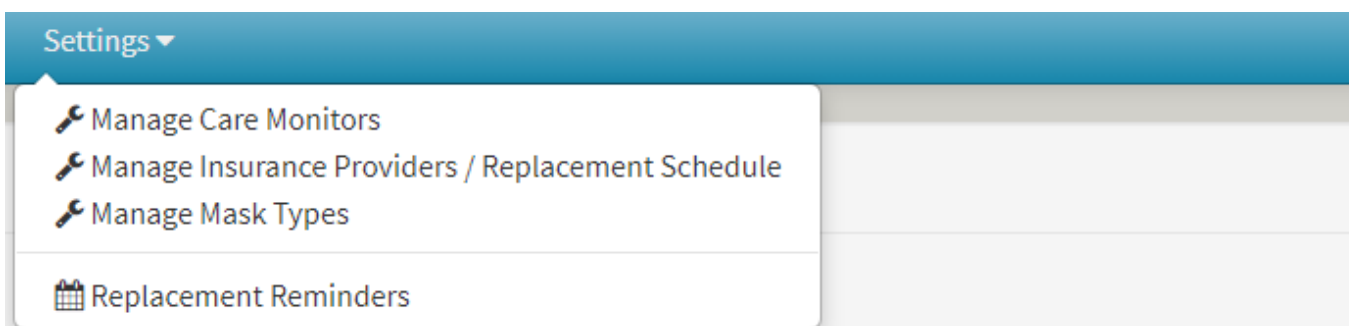 Settings
Manage Care Monitors
Manage Insurance Providers / Replacement Schedule
Manage Mask Types
Replacement Reminders